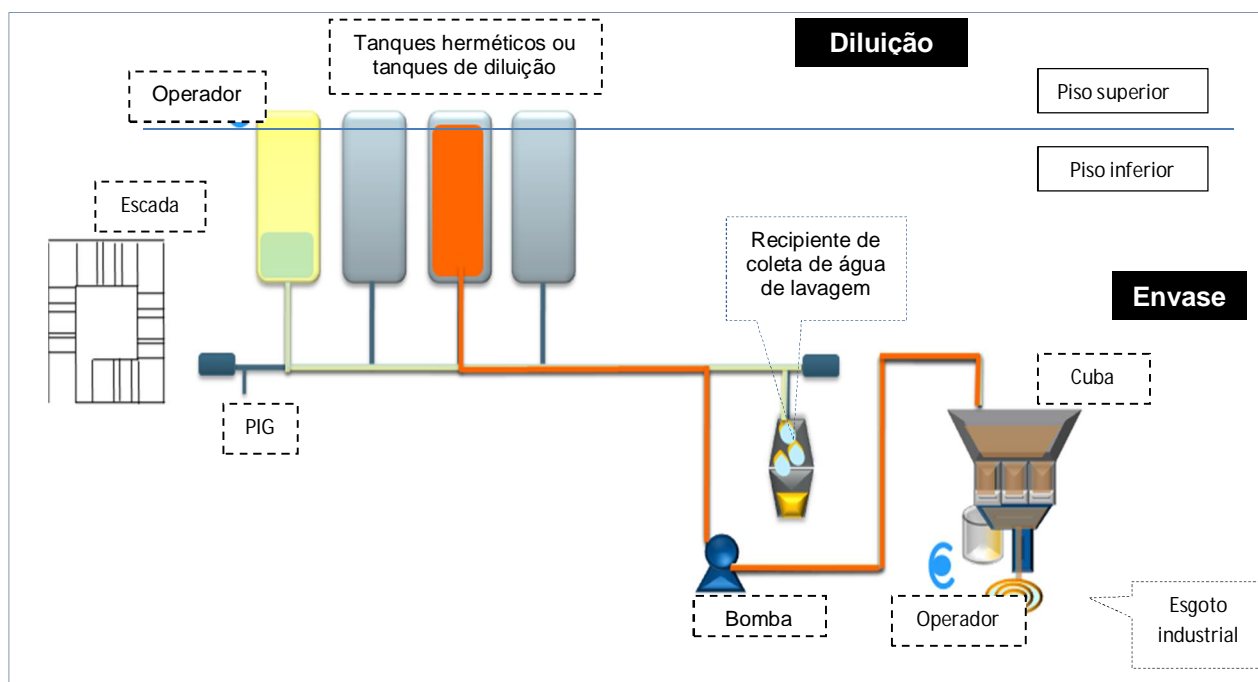 Tanques herméticos ou
tanques de diluição
Diluição
Operador
Piso superior
Piso inferior
Escada
Recipiente de
coleta de água
de lavagem
Envase
Cuba
PIG
Bomba
Operador
Esgoto
industrial